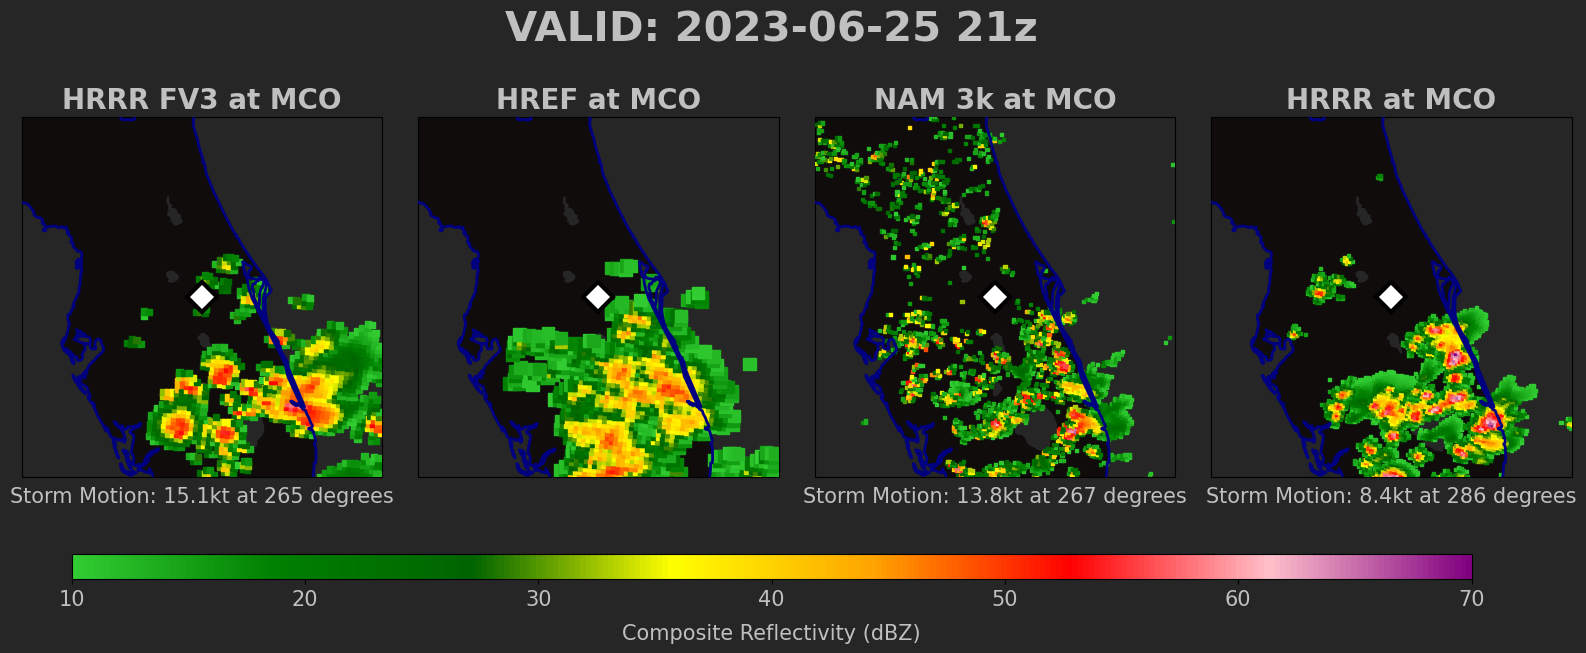 VALID: 2023-06-25 21z
HRRR FV3 at MCO
HREF at MCO
NAM 3k at MCO
HRRR at MCO
Storm Motion: 15.1kt at 265 degrees
Storm Motion: 13.8kt at 267 degrees
Storm Motion: 8.4kt at 286 degrees
10 20 30 40 50 60 70
Composite Reflectivity (dBZ)